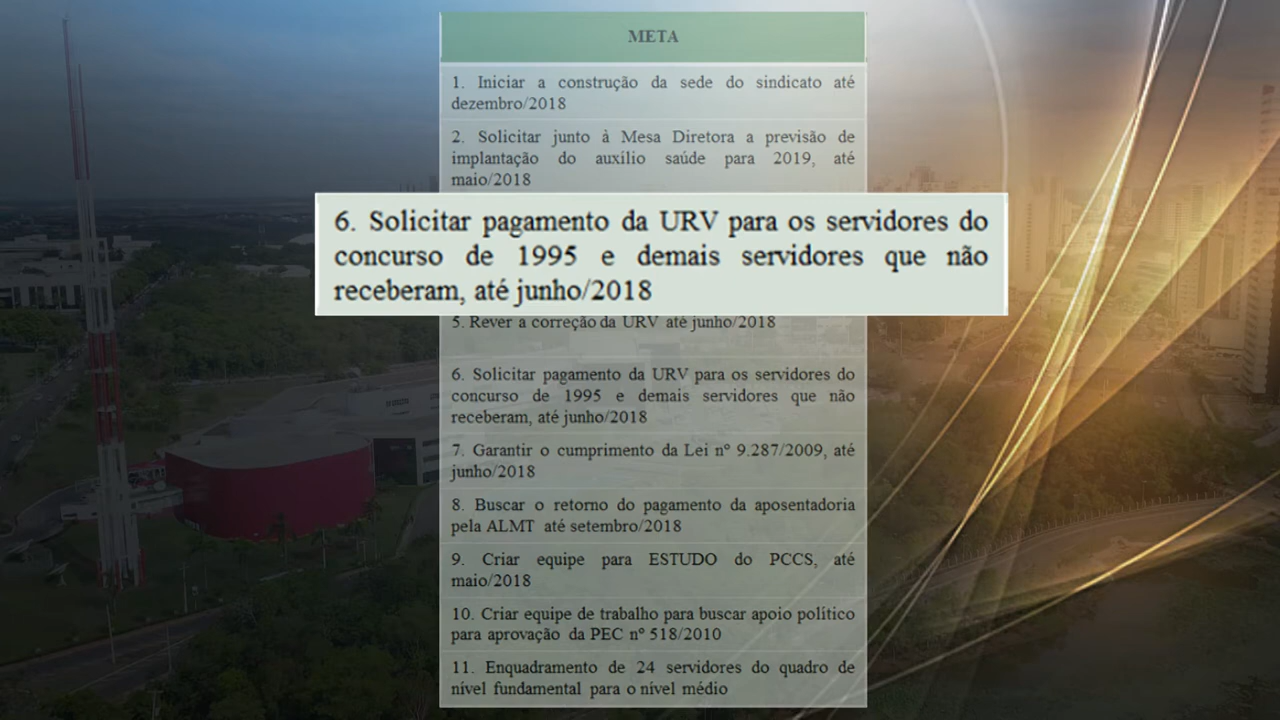 META
1. Iniciar a construção da sede do sindicato até
dezembro/2018
2. Solicitar junto à Mesa Diretora a previsão de
implantação do auxílio saúde para 2019, até
maio/2018
6. Solicitar pagamento da URV para os servidores do
concurso de 1995 e demais servidores que não
receberam, até junho/2018
5. Rever a correção da URV até junho/2018
6. Solicitar pagamento da URV para os servidores do
concurso de 1995 e demais servidores que não
receberam, até junho/2018
7. Garantir o cumprimento da Lei nº 9.287/2009, até
junho/2018
8. Buscar o retorno do pagamento da aposentadoria
pela ALMT até setembro/2018
9. Criar equipe para ESTUDO do PCCS, até
maio/2018
10. Criar equipe de trabalho para buscar apoio político
para aprovação da PEC nº 518/2010
11. Enquadramento de 24 servidores do quadro de
nível fundamental para o nível médio